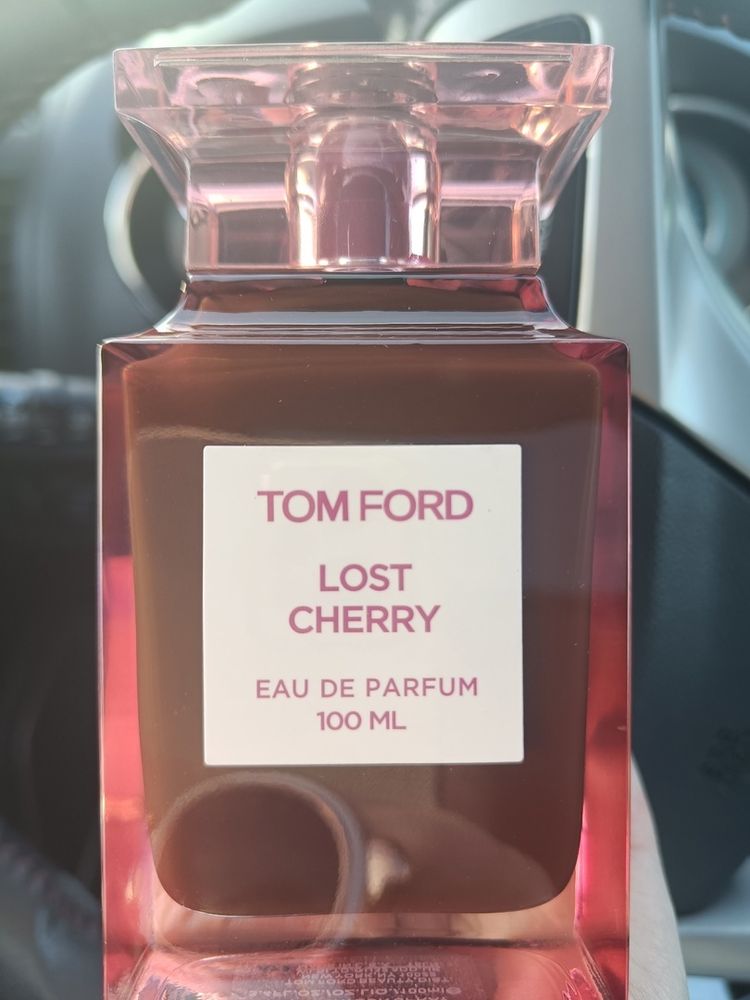 TOM FORD
LOST
CHERRY
EAU DE PARFUM
100 ML